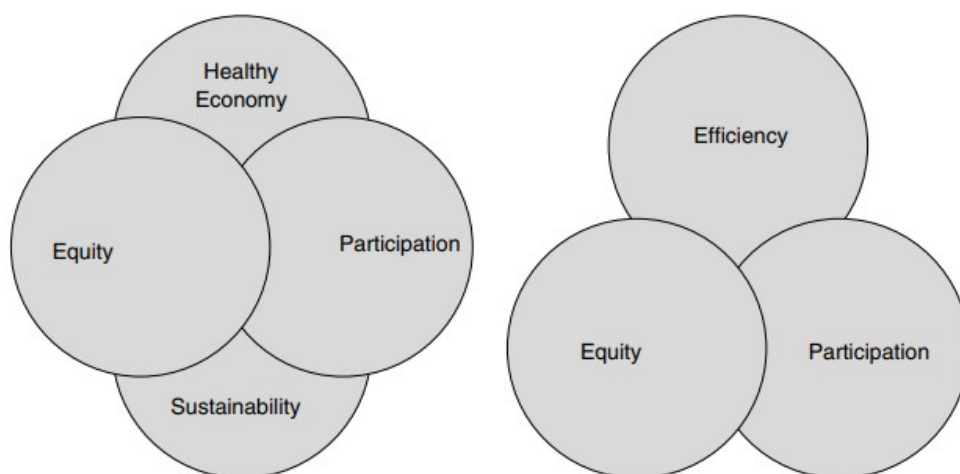 Healthy
Economy
Equity
Participation
Sustainability
Efficiency
Equity
Participation